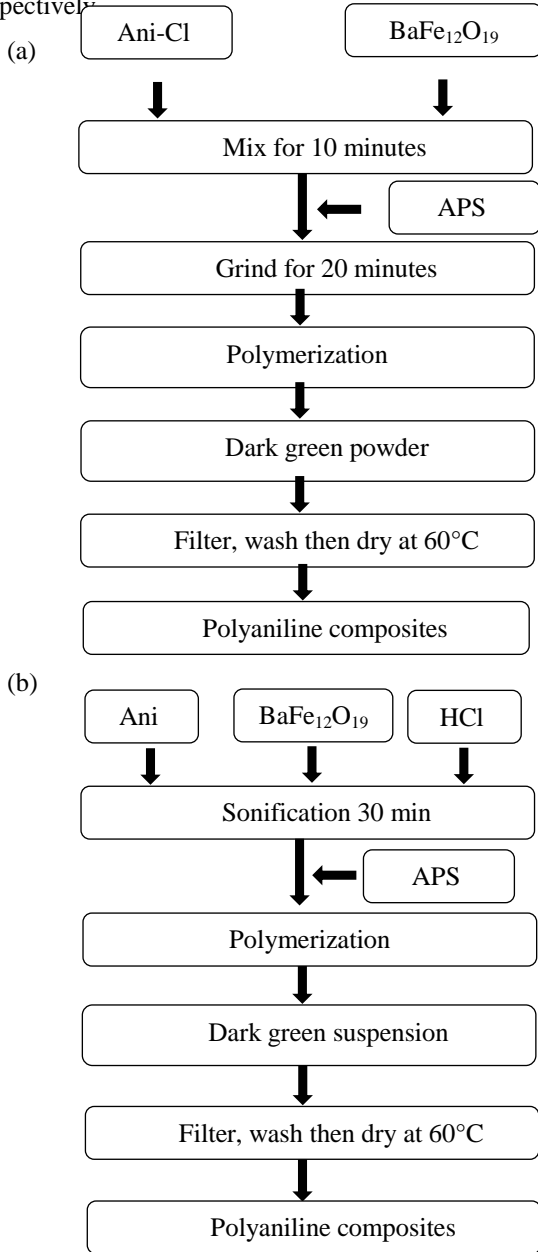 pectively
(a)
Ani-Cl
BaFe₁₂O₁₉
Mix for 10 minutes
APS
Grind for 20 minutes
Polymerization
Dark green powder
Filter, wash then dry at 60°C
Polyaniline composites
(b)
Ani
BaFe₁₂O₁₉
HCl
Sonification 30 min
APS
Polymerization
Dark green suspension
Filter, wash then dry at 60°C
Polyaniline composites